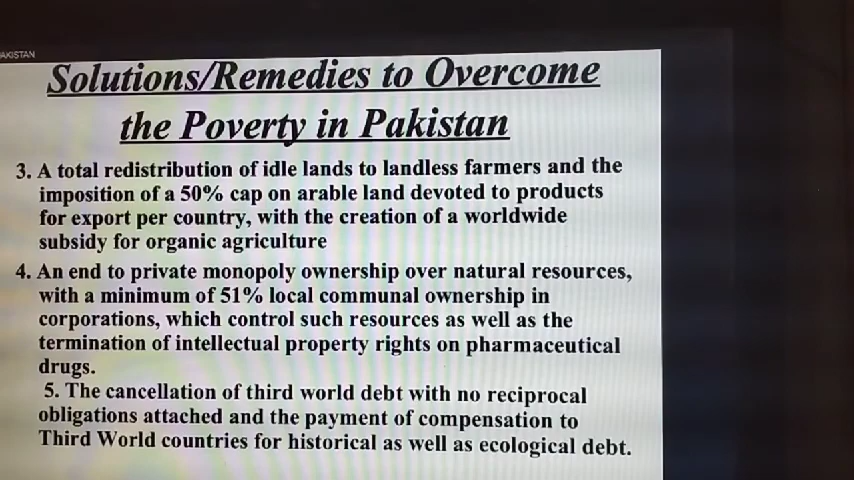 AKISTAN
Solutions/Remedies to Overcome
the Poverty in Pakistan
3. A total redistribution of idle lands to landless farmers and the
imposition of a 50% cap on arable land devoted to products
for export per country, with the creation of a worldwide
subsidy for organic agriculture
4. An end to private monopoly ownership over natural resources,
with a minimum of 51% local communal ownership in
corporations, which control such resources as well as the
termination of intellectual property rights on pharmaceutical
drugs.
5. The cancellation of third world debt with no reciprocal
obligations attached and the payment of compensation to
Third World countries for historical as well as ecological debt.